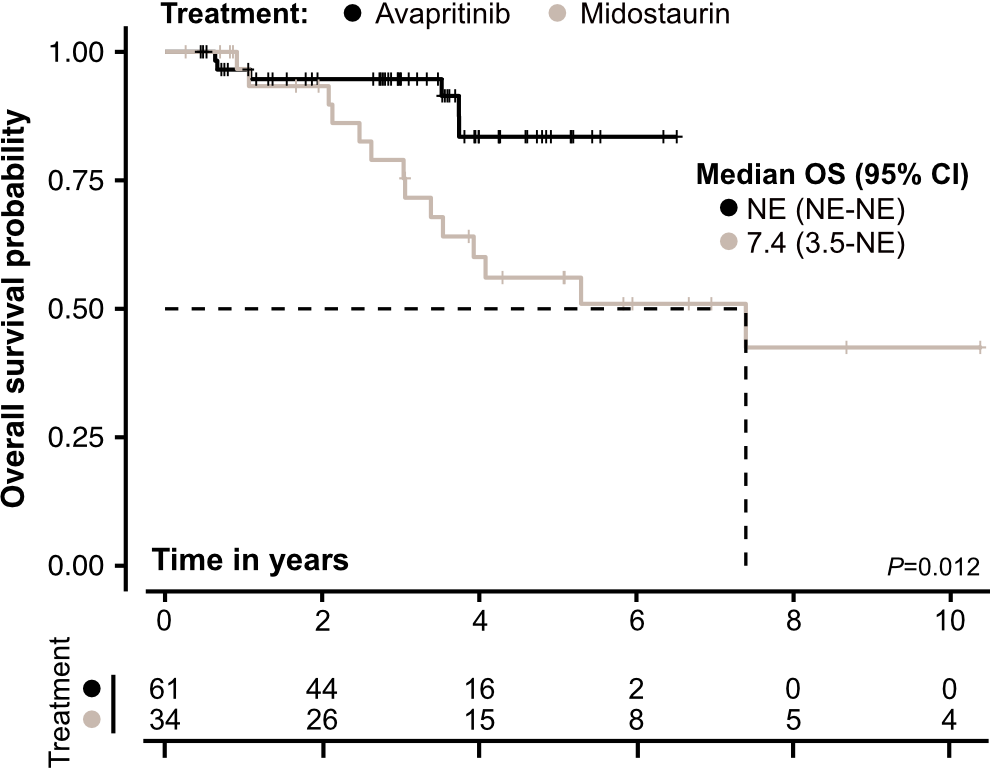 Treatment: Avapritinib Midostaurin
Overall survival probability
1.00
0.75
0.50
0.25
0.00
Median OS (95% CI)
NE (NE-NE)
7.4 (3.5-NE)
Time in years
P=0.012
0 2 4 6 8 10
Treatment
61 44 16 2 0 0
34 26 15 8 5 4